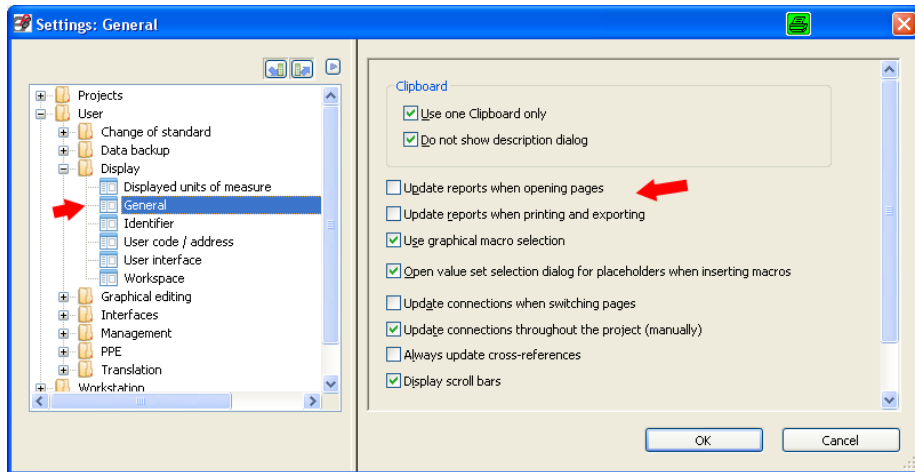 Settings: General
Projects
User
Change of standard
Data backup
Display
Displayed units of measure
General
Identifier
User code / address
User interface
Workspace
Graphical editing
Interfaces
Management
PPE
Translation
Workstation
Clipboard
Use one Clipboard only
Do not show description dialog
Update reports when opening pages
Update reports when printing and exporting
Use graphical macro selection
Open value set selection dialog for placeholders when inserting macros
Update connections when switching pages
Update connections throughout the project (manually)
Always update cross-references
Display scroll bars
OK
Cancel